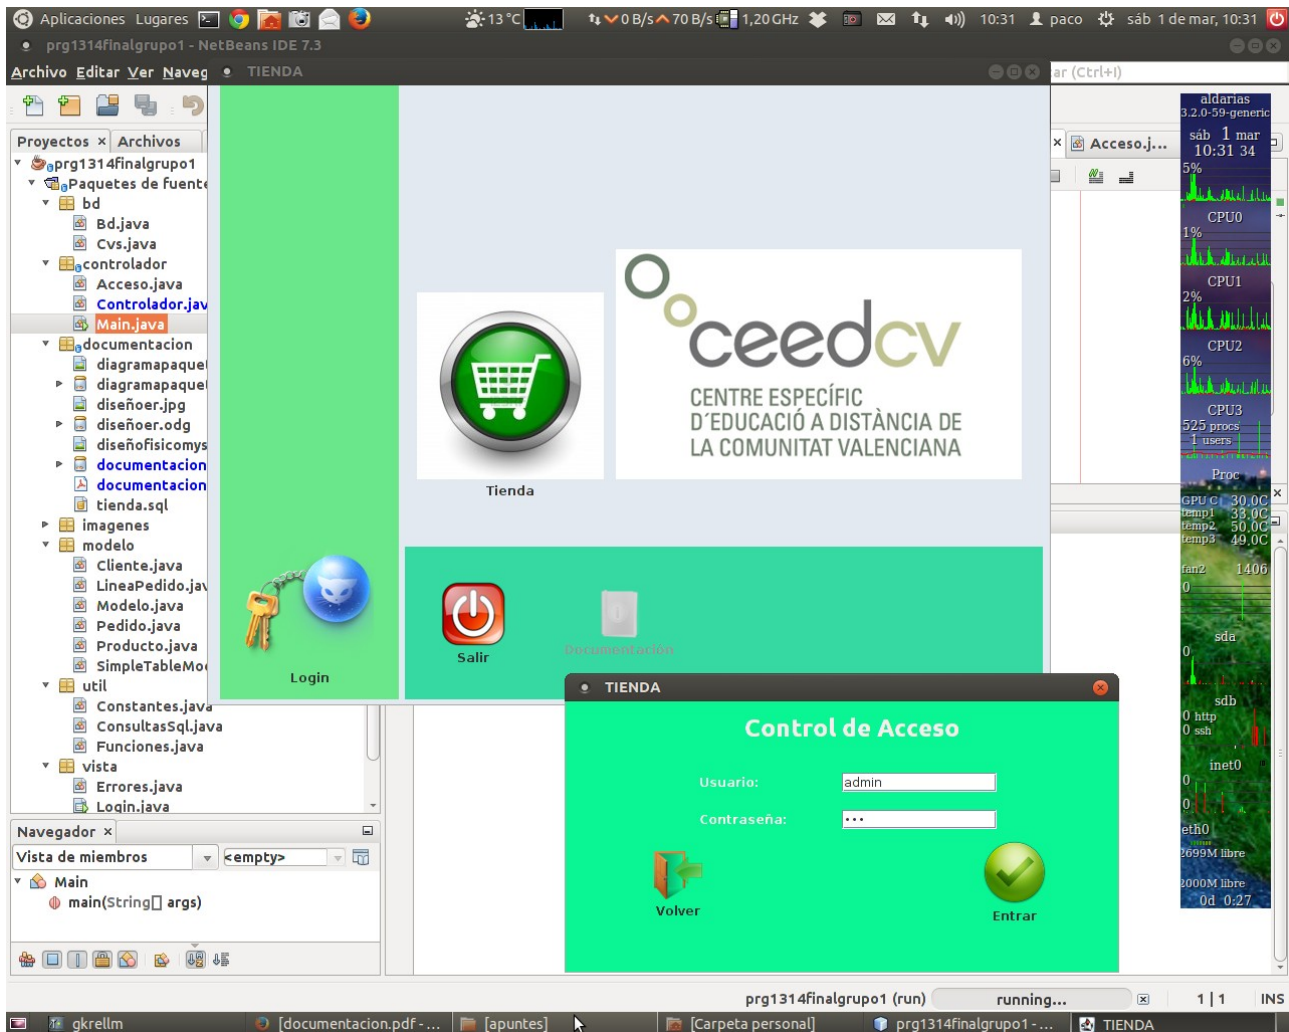 Aplicaciones Lugares 13 °C 0 B/s 70 B/s 1,20 GHz 10:31 paco sáb 1 de mar, 10:31
prg1314finalgrupo1 - NetBeans IDE 7.3
Archivo Editar Ver Naveg TIENDA ar (Ctrl+I)
Proyectos × Archivos
Acceso.j...
prg1314finalgrupo1
Paquetes de fuente
bd
Bd.java
Cvs.java
controlador
Acceso.java
Controlador.jav
Main.java
documentacion
diagramapaquet
diagramapaquet
diseñoer.jpg
diseñoer.odg
diseñofisicomys
documentacion
documentacion
tienda.sql
imagenes
modelo
Cliente.java
LineaPedido.jav
Modelo.java
Pedido.java
Producto.java
SimpleTableMod
util
Constantes.java
ConsultasSql.java
Funciones.java
vista
Errores.java
Login.java
Navegador ×
Vista de miembros <empty>
Main
main(String[] args)
ceedcv
CENTRE ESPECÍFIC
D´EDUCACIÓ A DISTÀNCIA DE
LA COMUNITAT VALENCIANA
Tienda
Login
Salir
Documentación
TIENDA
Control de Acceso
Usuario: admin
Contraseña: •••
Volver
Entrar
aldarias
3.2.0-59-generic
sáb 1 mar
10:31 34
5%
CPU0
1%
CPU1
2%
CPU2
6%
CPU3
525 procs
1 users
Proc
GPU C 30,0C
temp1 33,0C
temp2 50,0C
temp3 49,0C
fan2 1406
0
sda
0
sdb
0 http
0 ssh
inet0
0
0
eth0
2699M libre
2000M libre
0d 0:27
prg1314finalgrupo1 (run) running... 1 | 1 INS
gkrellm [documentacion.pdf - ... [apuntes] [Carpeta personal] prg1314finalgrupo1 - ... TIENDA